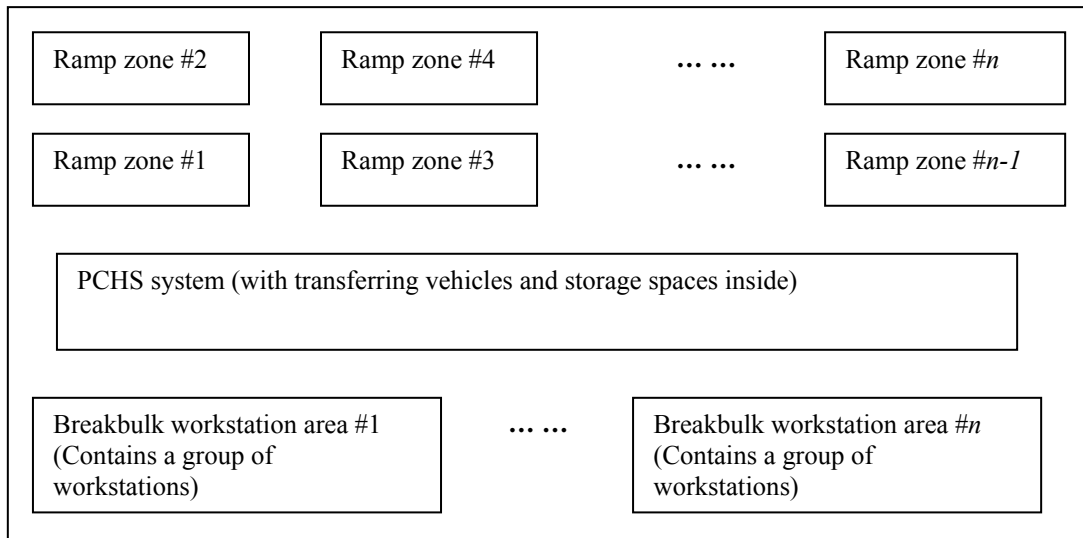 Ramp zone #2 Ramp zone #4 ... ... Ramp zone #n
Ramp zone #1 Ramp zone #3 ... ... Ramp zone #n-1
PCHS system (with transferring vehicles and storage spaces inside)
Breakbulk workstation area #1
(Contains a group of
workstations)
... ...
Breakbulk workstation area #n
(Contains a group of
workstations)